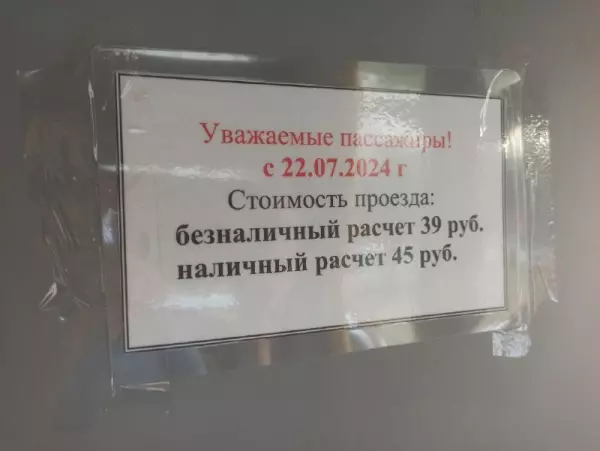 Уважаемые пассажиры!
с 22.07.2024 г
Стоимость проезда:
безналичный расчет 39 руб.
наличный расчет 45 руб.